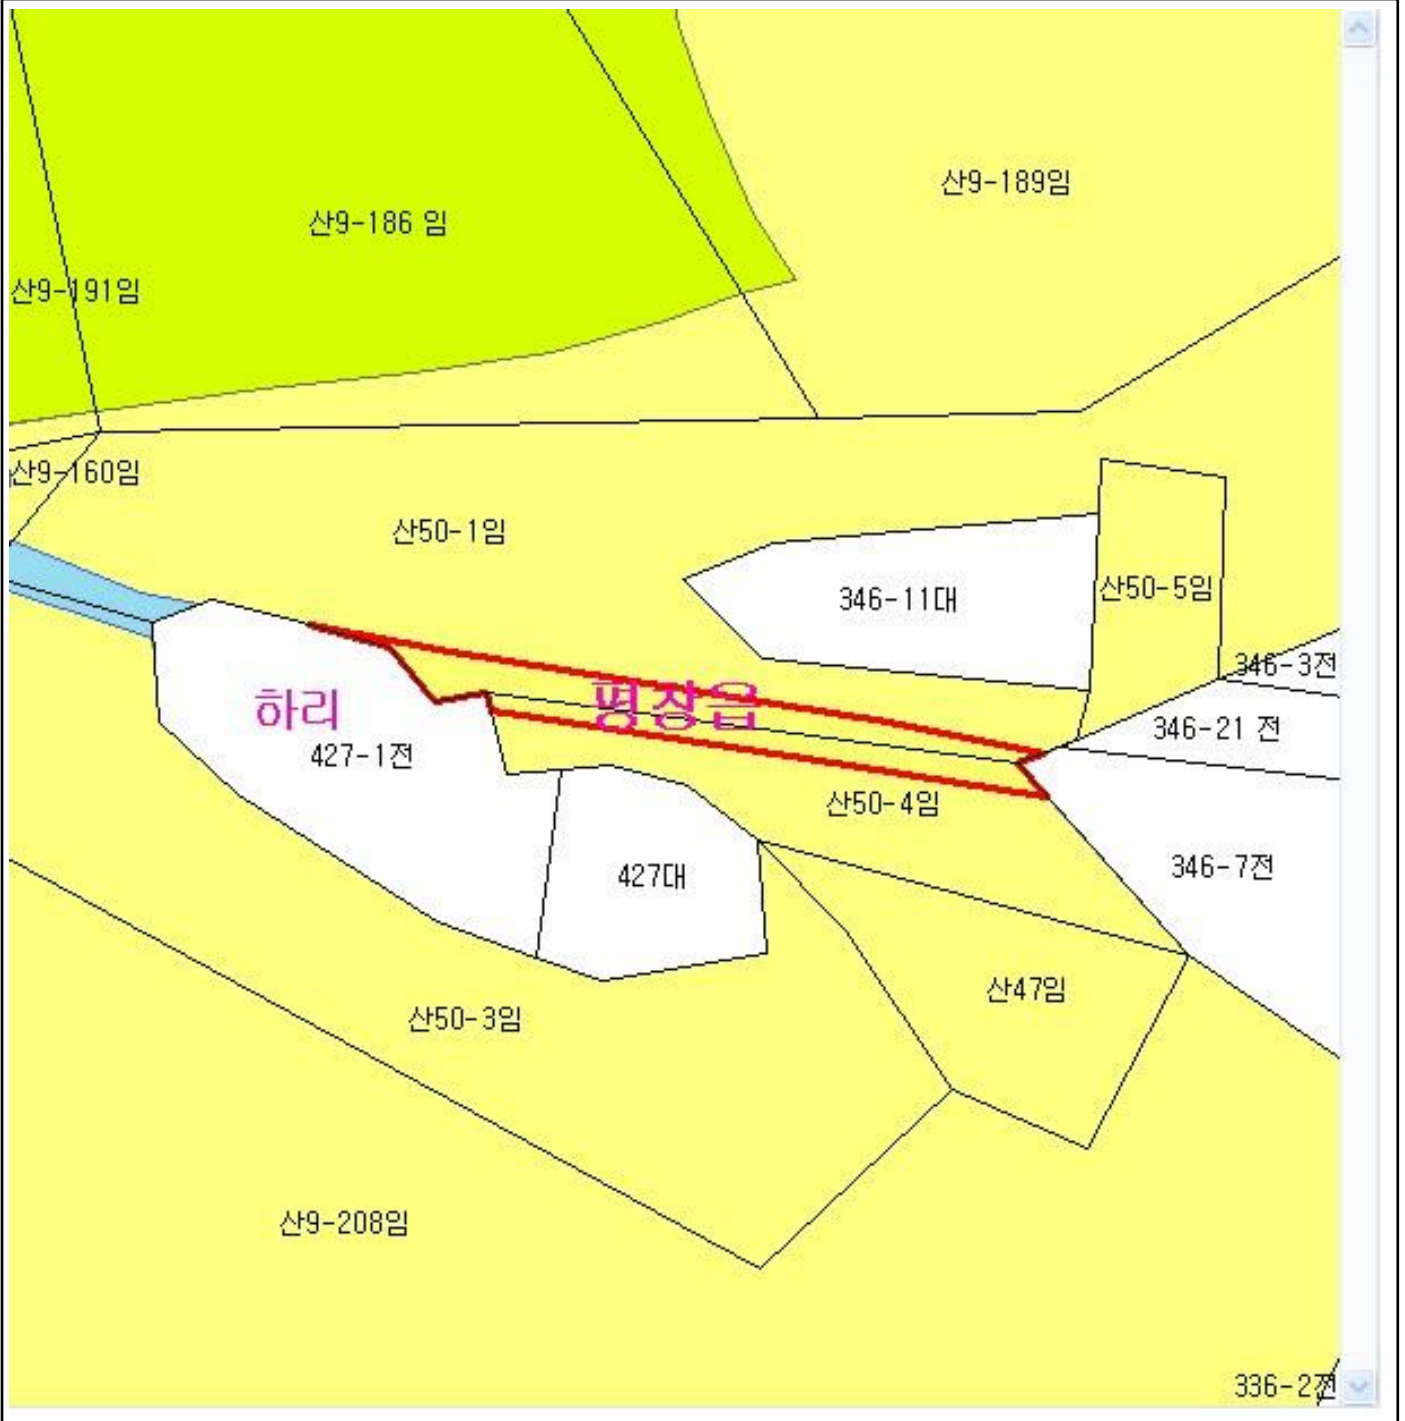 산9-189임
산9-186 임
산9-191임
산9-160임
산50-1임
산50-5임
346-11대
346-3전
하리
평창읍
346-21 전
427-1전
산50-4임
346-7전
427대
산47임
산50-3임
산9-208임
336-2전